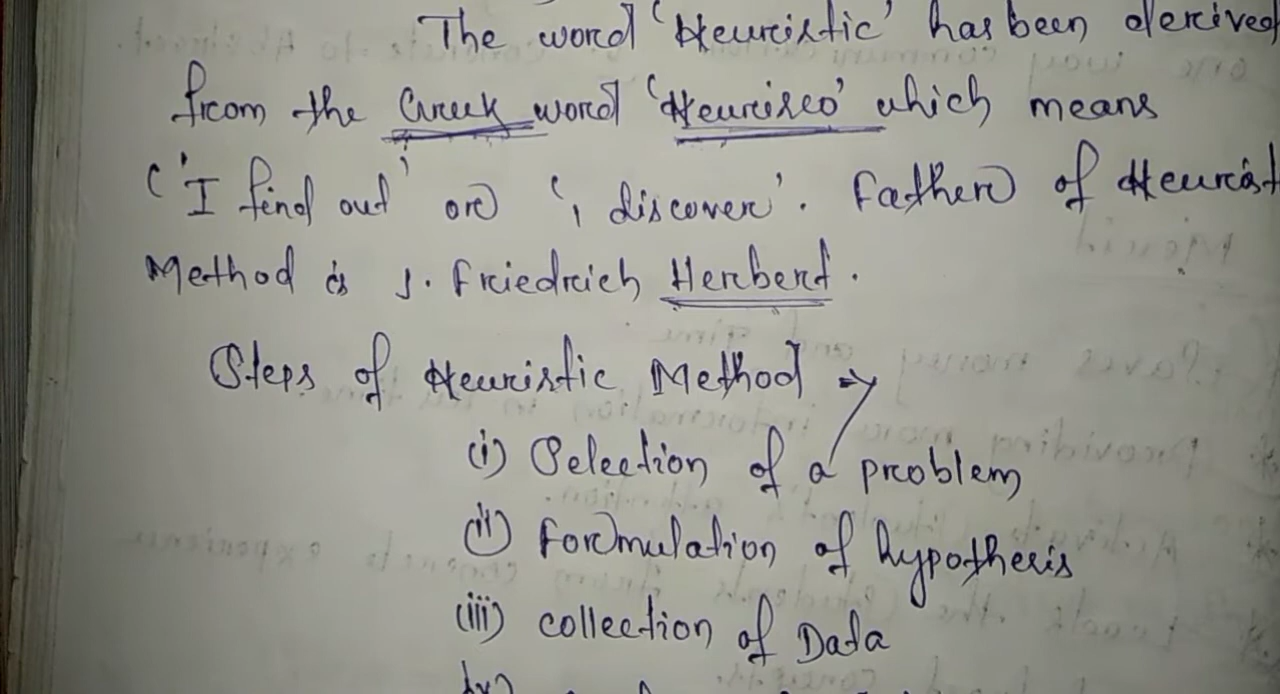 The word 'Heuristic' has been derived
from the Greek word 'Heurisco' which means
('I find out' or 'i discover'. Father of Heurist
Method is J. Friedrich Herbert.
Steps of Heuristic Method →
(i) Selection of a problem
(ii) Formulation of hypothesis
(iii) collection of Data